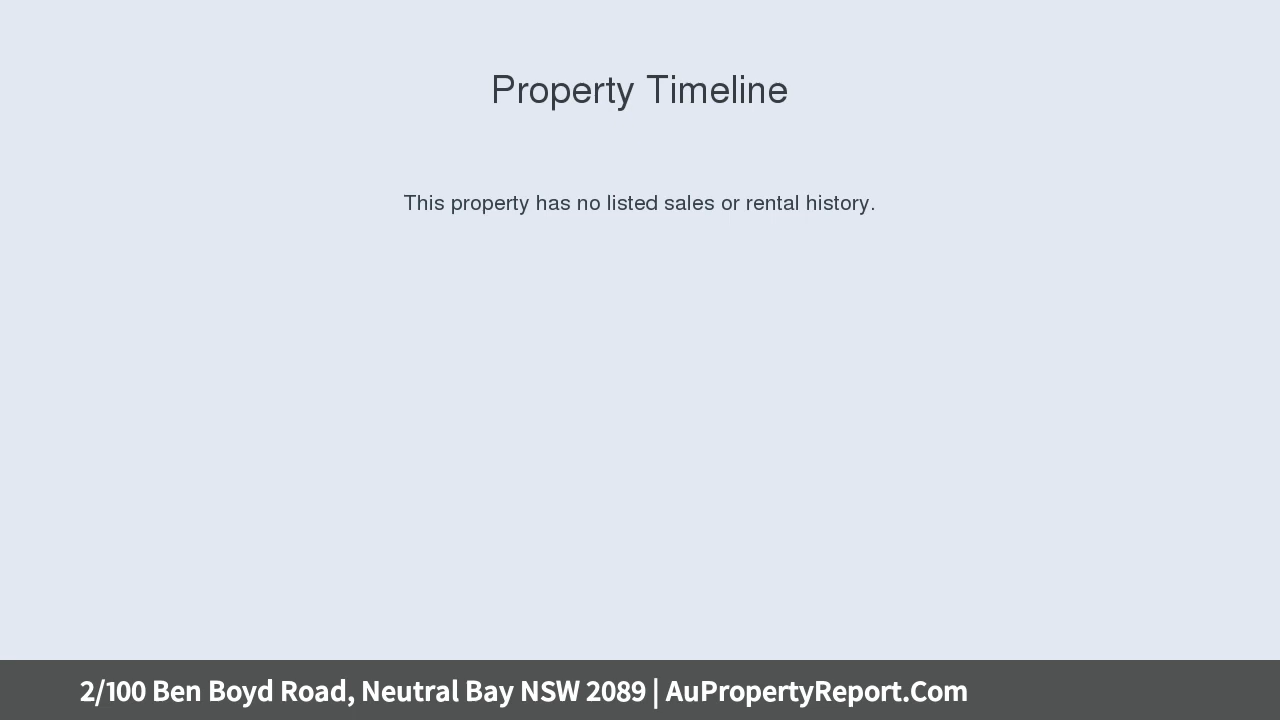 Property Timeline
This property has no listed sales or rental history.
2/100 Ben Boyd Road, Neutral Bay NSW 2089 | AuPropertyReport.Com